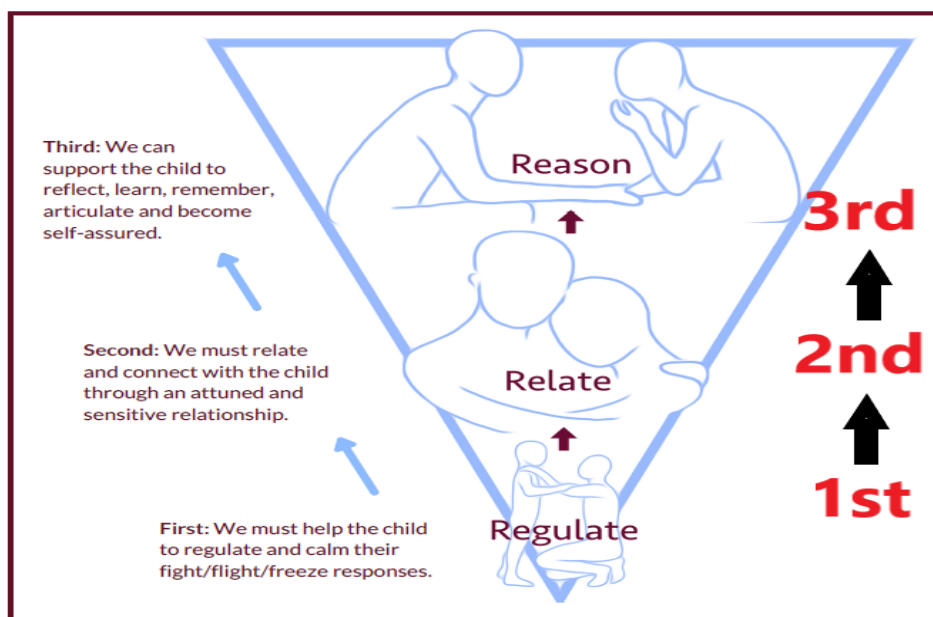 Reason
Third: We can
support the child to
reflect, learn, remember,
articulate and become
self-assured.
3rd
Second: We must relate
and connect with the child
through an attuned and
sensitive relationship.
Relate
2nd
First: We must help the child
to regulate and calm their
fight/flight/freeze responses.
Regulate
1st